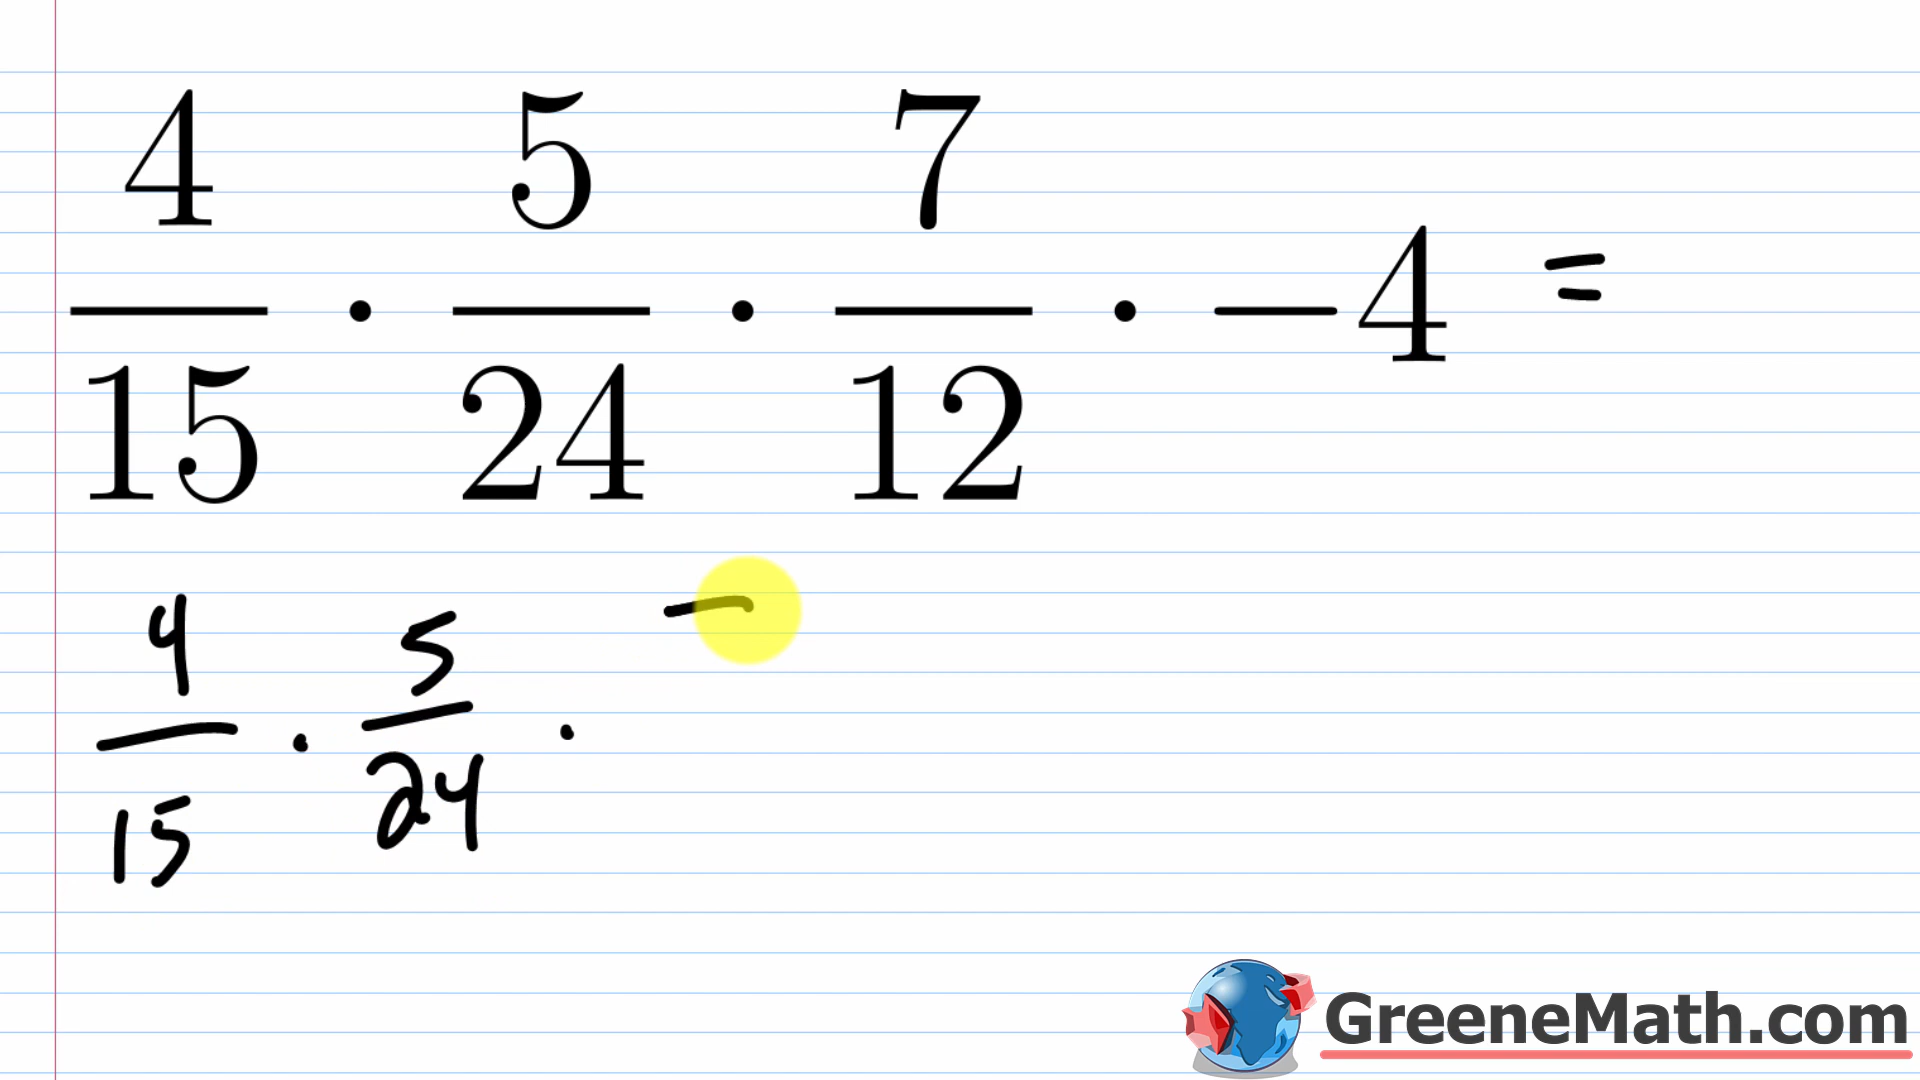 4/15 · 5/24 · 7/12 · −4 =
4/15 · 5/24 ·
GreeneMath.com